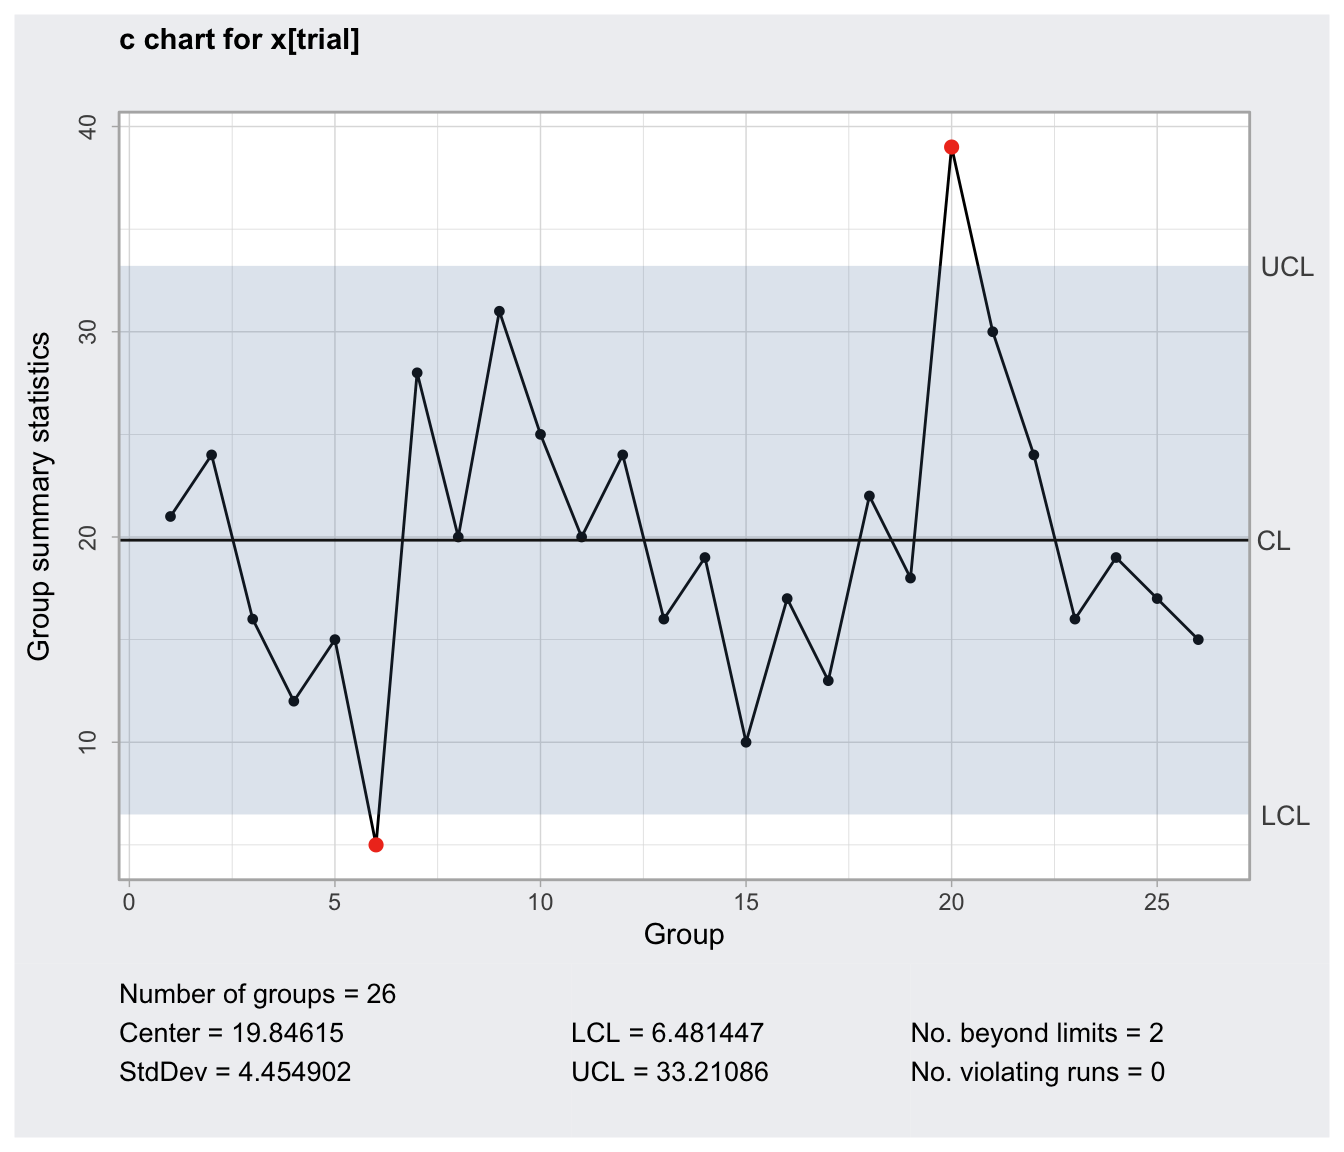 c chart for x[trial]
40
30
20
10
Group summary statistics
UCL
CL
LCL
0 5 10 15 20 25
Group
Number of groups = 26
Center = 19.84615 LCL = 6.481447 No. beyond limits = 2
StdDev = 4.454902 UCL = 33.21086 No. violating runs = 0